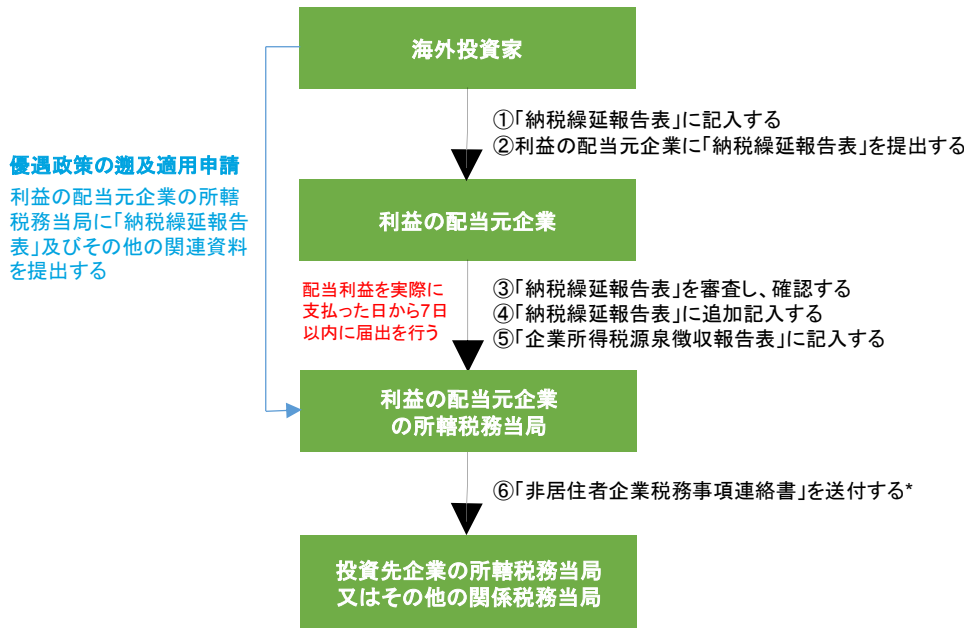 海外投資家
①「納税繰延報告表」に記入する
②利益の配当元企業に「納税繰延報告表」を提出する
優遇政策の遡及適用申請
利益の配当元企業の所轄
税務当局に「納税繰延報告
表」及びその他の関連資料
を提出する
利益の配当元企業
配当利益を実際に
支払った日から7日
以内に届出を行う
③「納税繰延報告表」を審査し、確認する
④「納税繰延報告表」に追加記入する
⑤「企業所得税源泉徴収報告表」に記入する
利益の配当元企業
の所轄税務当局
⑥「非居住者企業税務事項連絡書」を送付する*
投資先企業の所轄税務当局
又はその他の関係税務当局